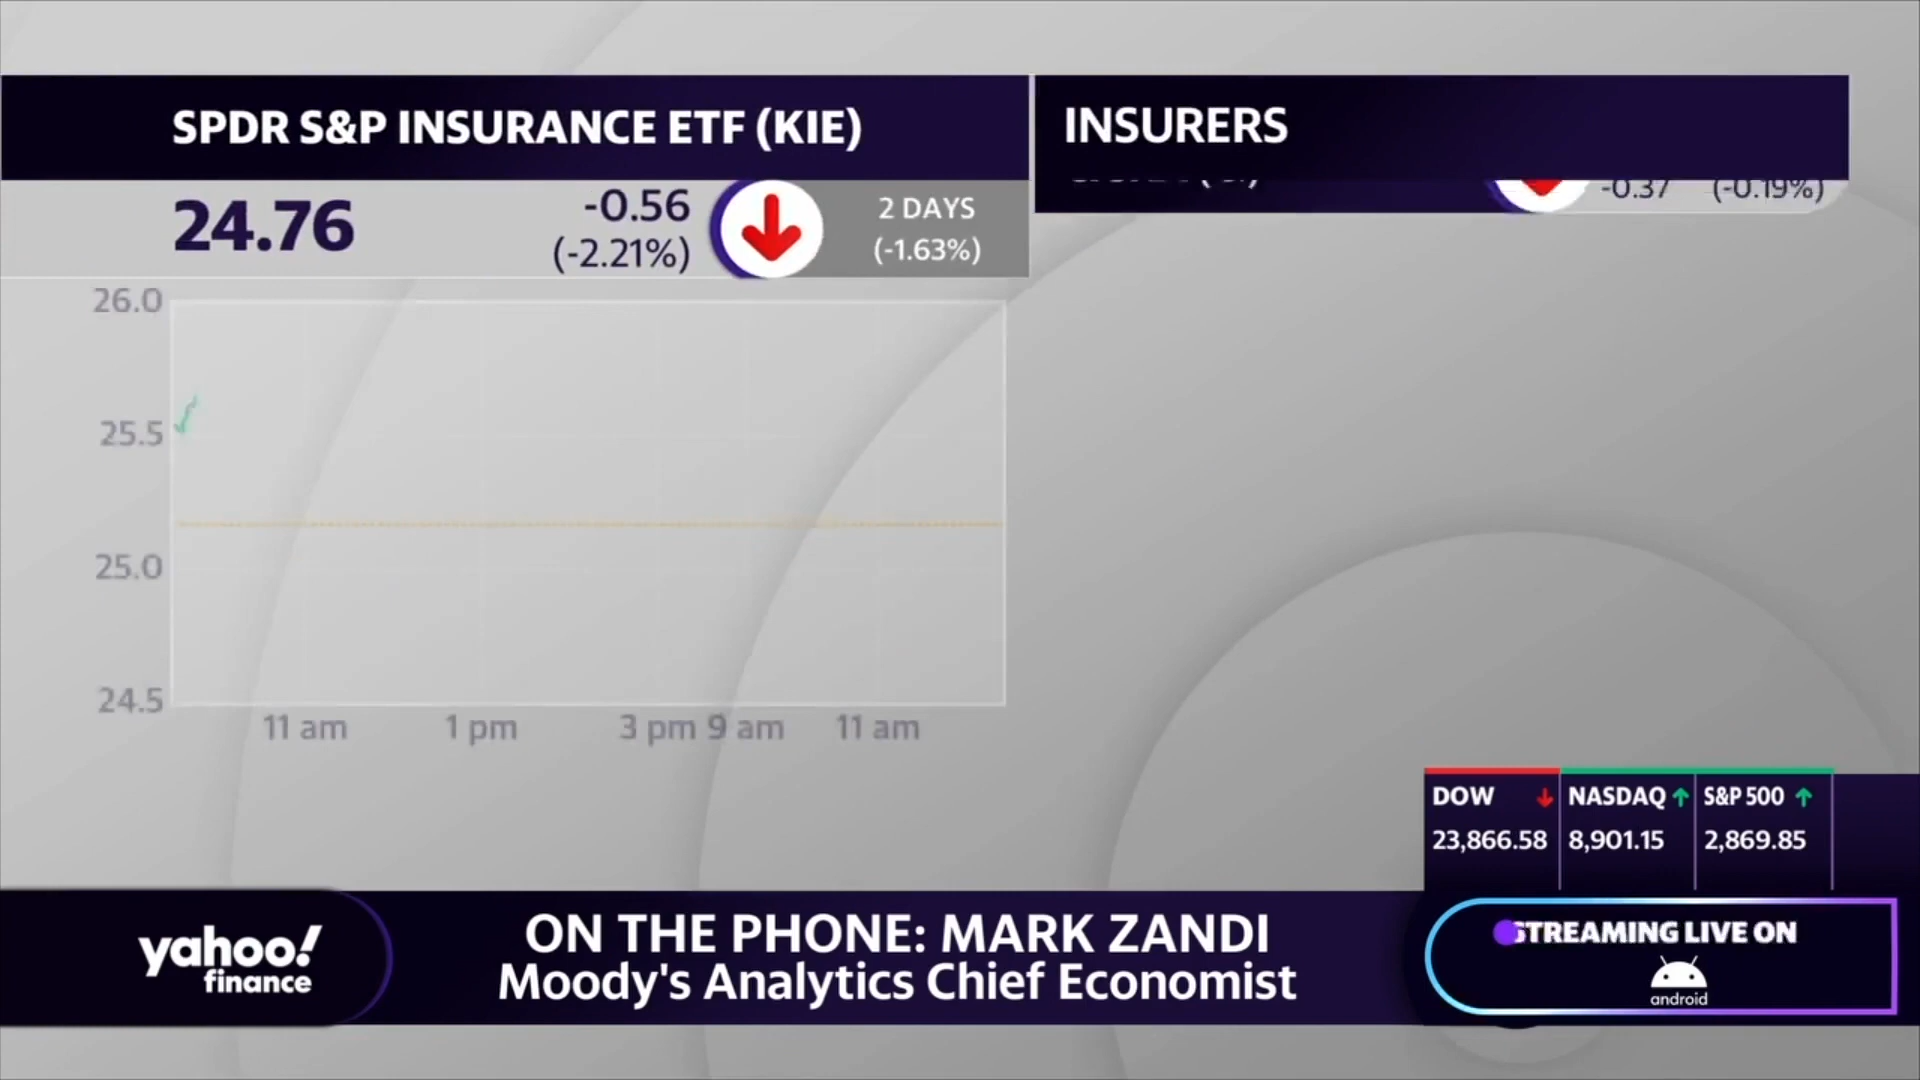 SPDR S&P INSURANCE ETF (KIE)
INSURERS
24.76
-0.56
(-2.21%)
2 DAYS
(-1.63%)
-0.37 (-0.19%)
26.0
25.5
25.0
24.5
11 am 1 pm 3 pm 9 am 11 am
DOW NASDAQ S&P 500
23,866.58 8,901.15 2,869.85
yahoo!
finance
ON THE PHONE: MARK ZANDI
Moody's Analytics Chief Economist
STREAMING LIVE ON
android